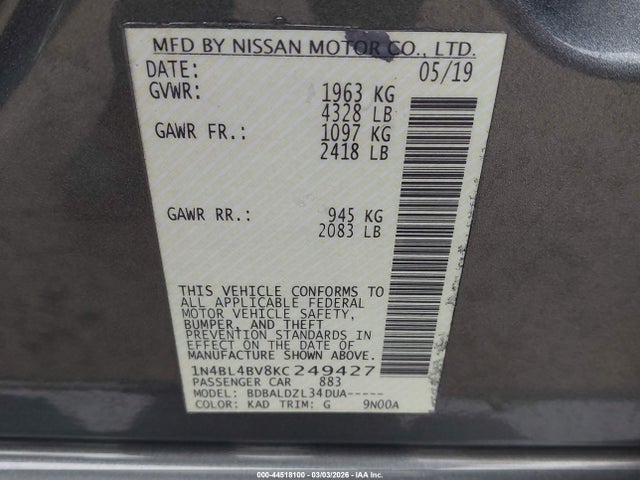 MFD BY NISSAN MOTOR CO., LTD.
DATE: 05/19
GVWR: 1963 KG
4328 LB
GAWR FR.: 1097 KG
2418 LB
GAWR RR.: 945 KG
2083 LB
THIS VEHICLE CONFORMS TO
ALL APPLICABLE FEDERAL
MOTOR VEHICLE SAFETY,
BUMPER, AND THEFT
PREVENTION STANDARDS IN
EFFECT ON THE DATE OF
MANUFACTURE SHOWN ABOVE.
1N4BL4BV8KC249427
PASSENGER CAR 883
MODEL: BDBALDZL34DUA-----
COLOR: KAD TRIM: G 9N00A
000-44518100 - 03/03/2026 - IAA Inc.